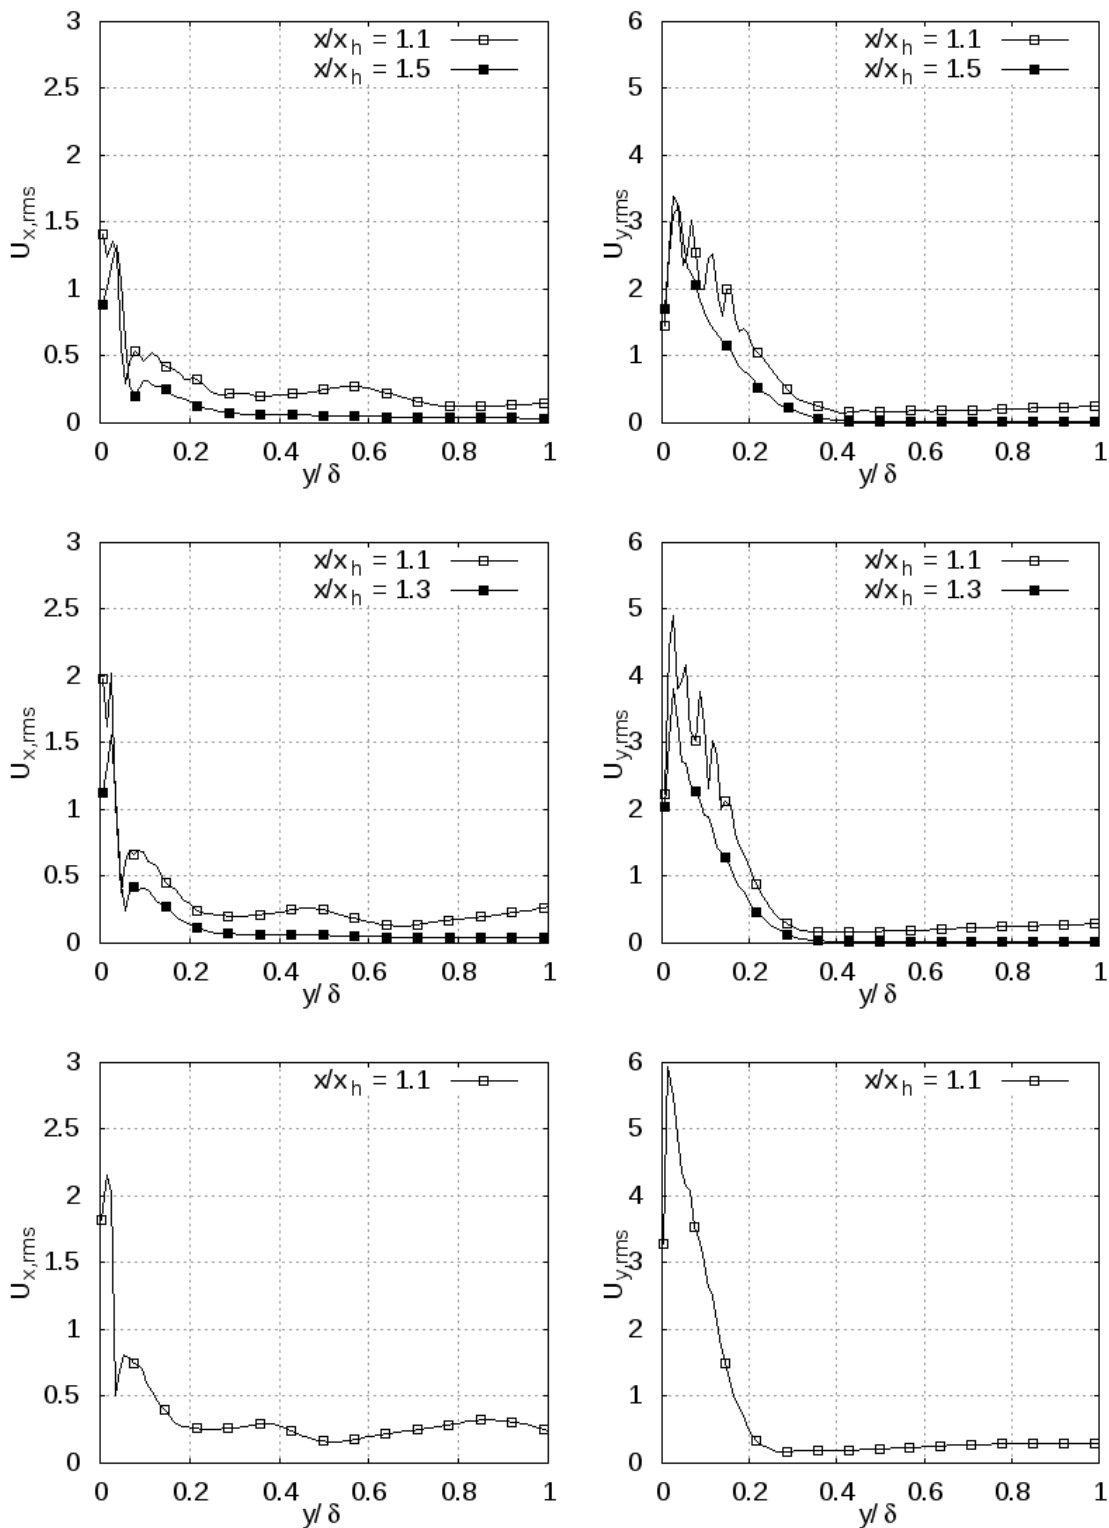 3
2.5
2
1.5
1
0.5
0
0 0.2 0.4 0.6 0.8 1
U_x,rms
y/ δ
x/x_h = 1.1
x/x_h = 1.5
6
5
4
3
2
1
0
0 0.2 0.4 0.6 0.8 1
U_y,rms
y/ δ
x/x_h = 1.1
x/x_h = 1.5
3
2.5
2
1.5
1
0.5
0
0 0.2 0.4 0.6 0.8 1
U_x,rms
y/ δ
x/x_h = 1.1
x/x_h = 1.3
6
5
4
3
2
1
0
0 0.2 0.4 0.6 0.8 1
U_y,rms
y/ δ
x/x_h = 1.1
x/x_h = 1.3
3
2.5
2
1.5
1
0.5
0
0 0.2 0.4 0.6 0.8 1
U_x,rms
y/ δ
x/x_h = 1.1
6
5
4
3
2
1
0
0 0.2 0.4 0.6 0.8 1
U_y,rms
y/ δ
x/x_h = 1.1